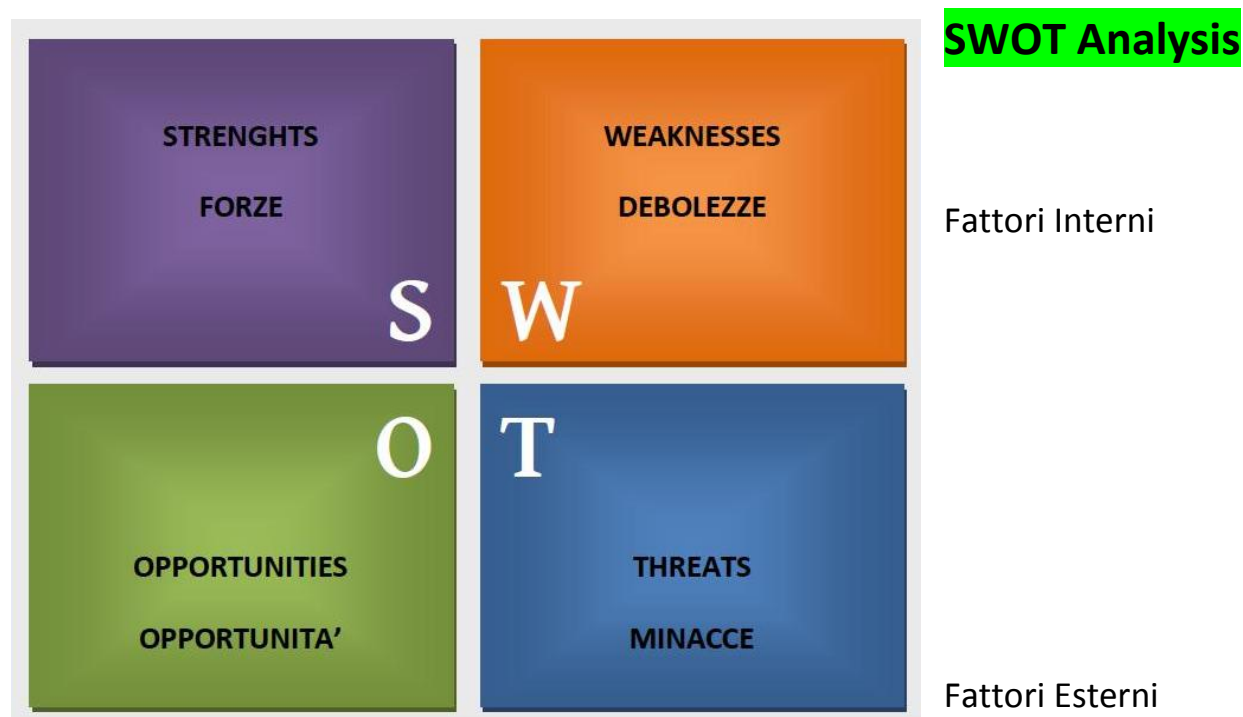 SWOT Analysis
STRENGHTS
FORZE
S
WEAKNESSES
DEBOLEZZE
W
Fattori Interni
O
OPPORTUNITIES
OPPORTUNITA’
T
THREATS
MINACCE
Fattori Esterni